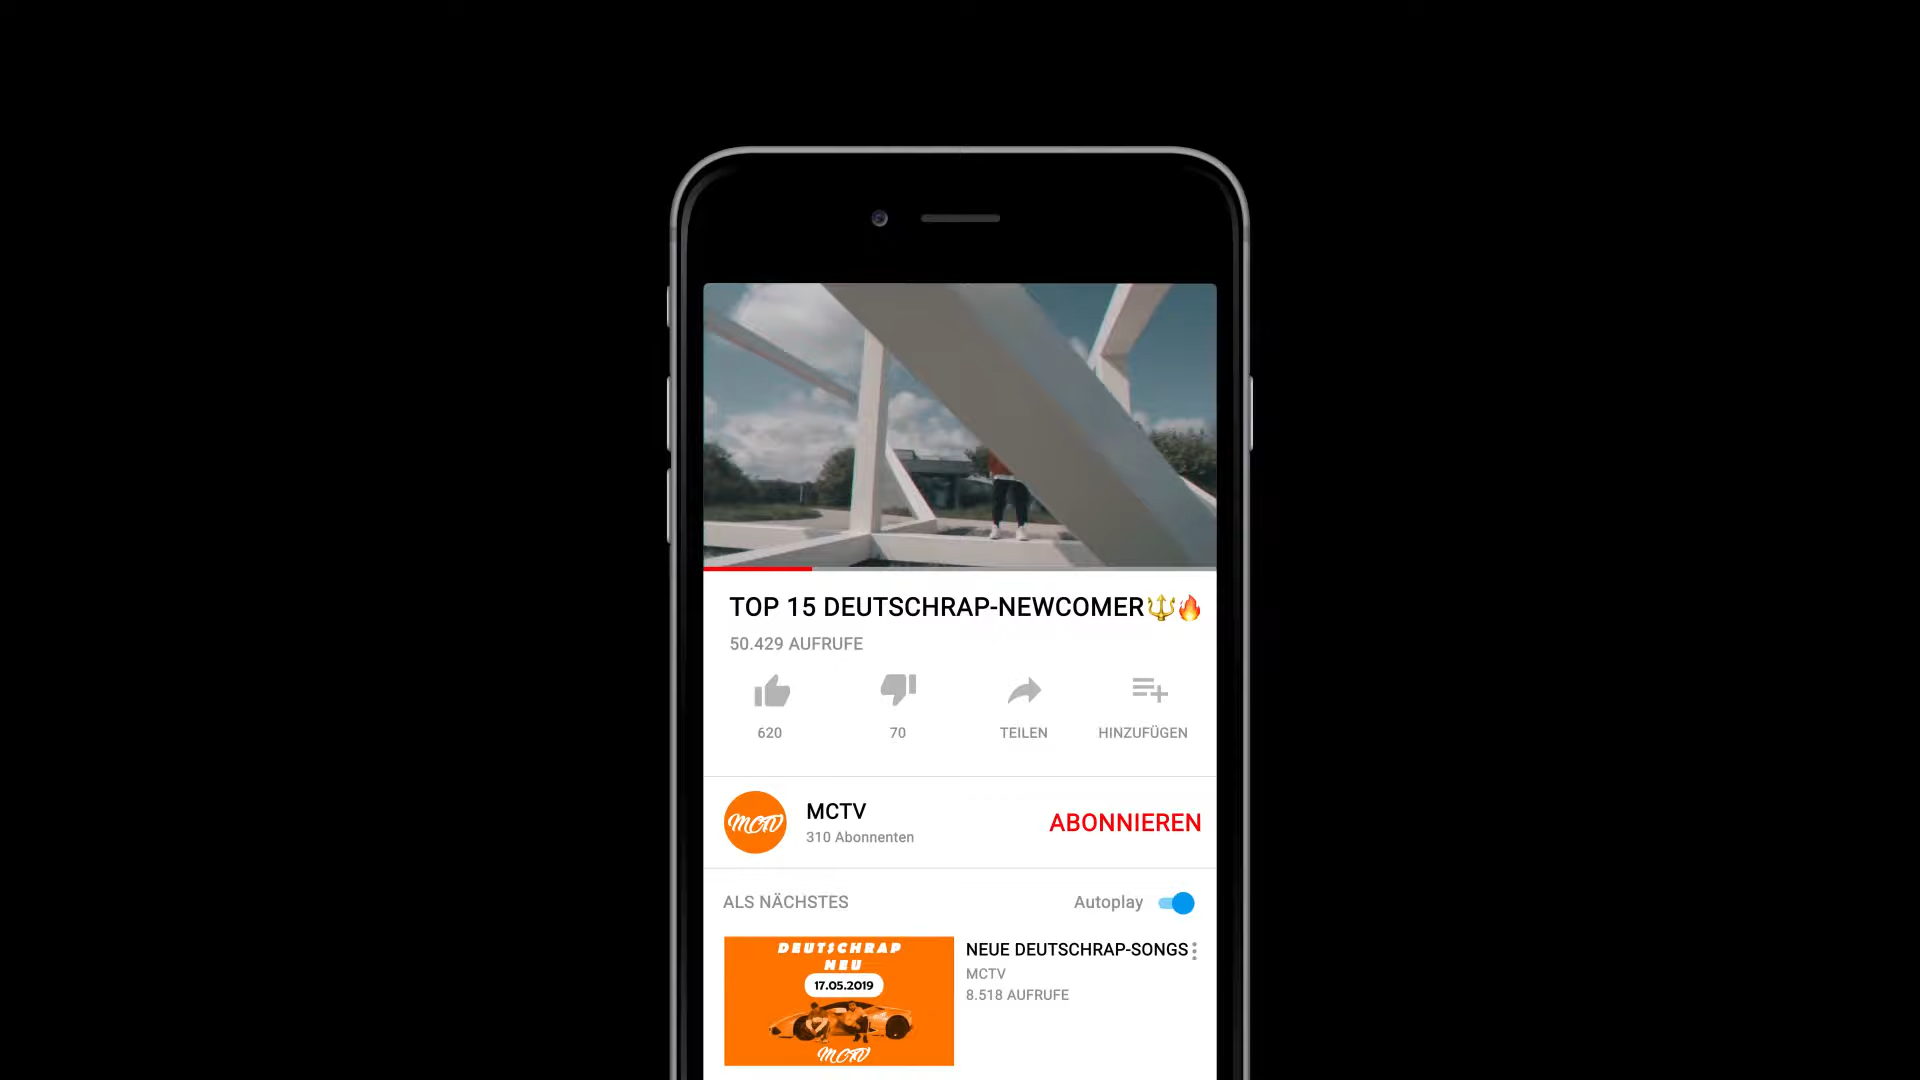 TOP 15 DEUTSCHRAP-NEWCOMER🔱🔥
50.429 AUFRUFE
620
70
TEILEN
HINZUFÜGEN
MCTV
MCTV
310 Abonnenten
ABONNIEREN
ALS NÄCHSTES
Autoplay
DEUTSCHRAP
NEU
17.05.2019
MCTV
NEUE DEUTSCHRAP-SONGS
MCTV
8.518 AUFRUFE